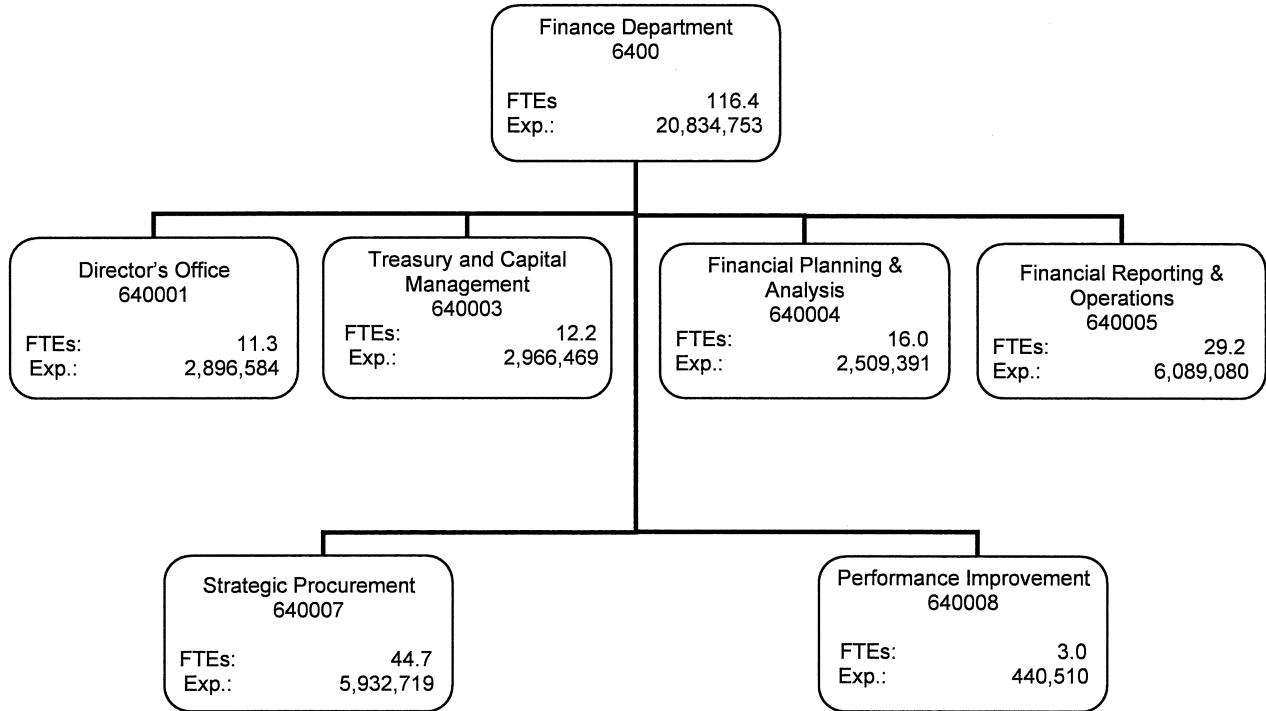 Finance Department
6400
FTEs 116.4
Exp.: 20,834,753
Director's Office
640001
FTEs: 11.3
Exp.: 2,896,584
Treasury and Capital
Management
640003
FTEs: 12.2
Exp.: 2,966,469
Financial Planning &
Analysis
640004
FTEs: 16.0
Exp.: 2,509,391
Financial Reporting &
Operations
640005
FTEs: 29.2
Exp.: 6,089,080
Strategic Procurement
640007
FTEs: 44.7
Exp.: 5,932,719
Performance Improvement
640008
FTEs: 3.0
Exp.: 440,510